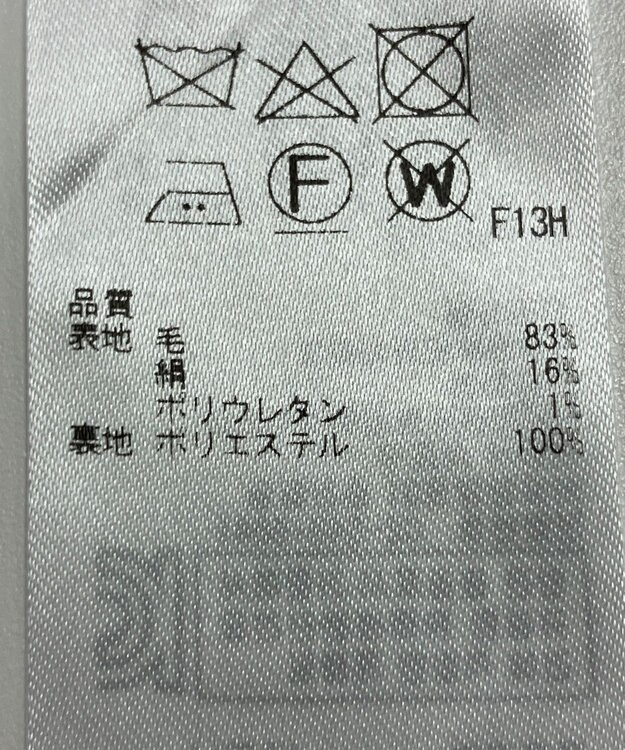 F W F13H
品質
表地 毛 83%
絹 16%
ポリウレタン 1%
裏地 ポリエステル 100%